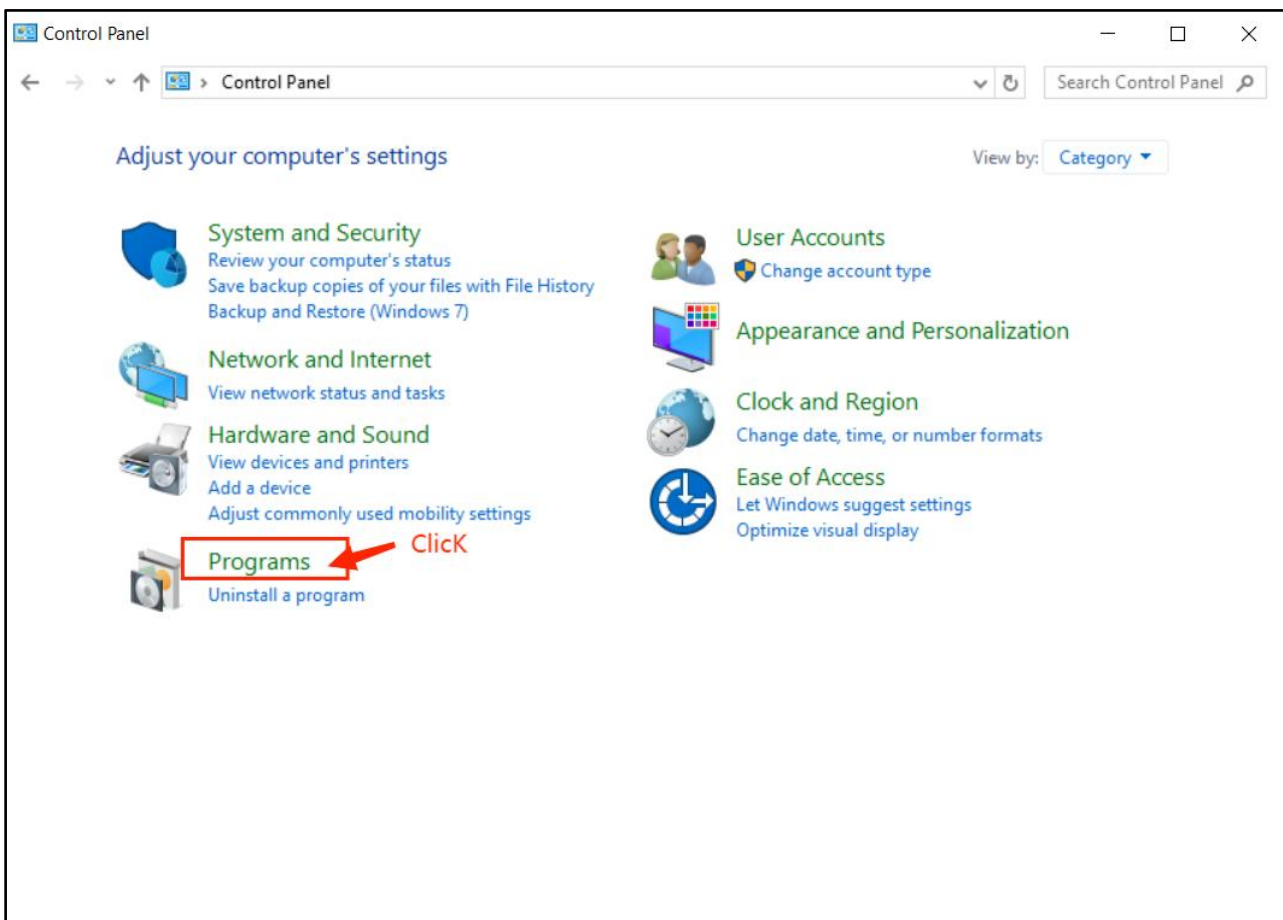 Control Panel
Control Panel
Search Control Panel
Adjust your computer's settings
View by: Category
System and Security
Review your computer's status
Save backup copies of your files with File History
Backup and Restore (Windows 7)
Network and Internet
View network status and tasks
Hardware and Sound
View devices and printers
Add a device
Adjust commonly used mobility settings
Programs
ClicK
Uninstall a program
User Accounts
Change account type
Appearance and Personalization
Clock and Region
Change date, time, or number formats
Ease of Access
Let Windows suggest settings
Optimize visual display